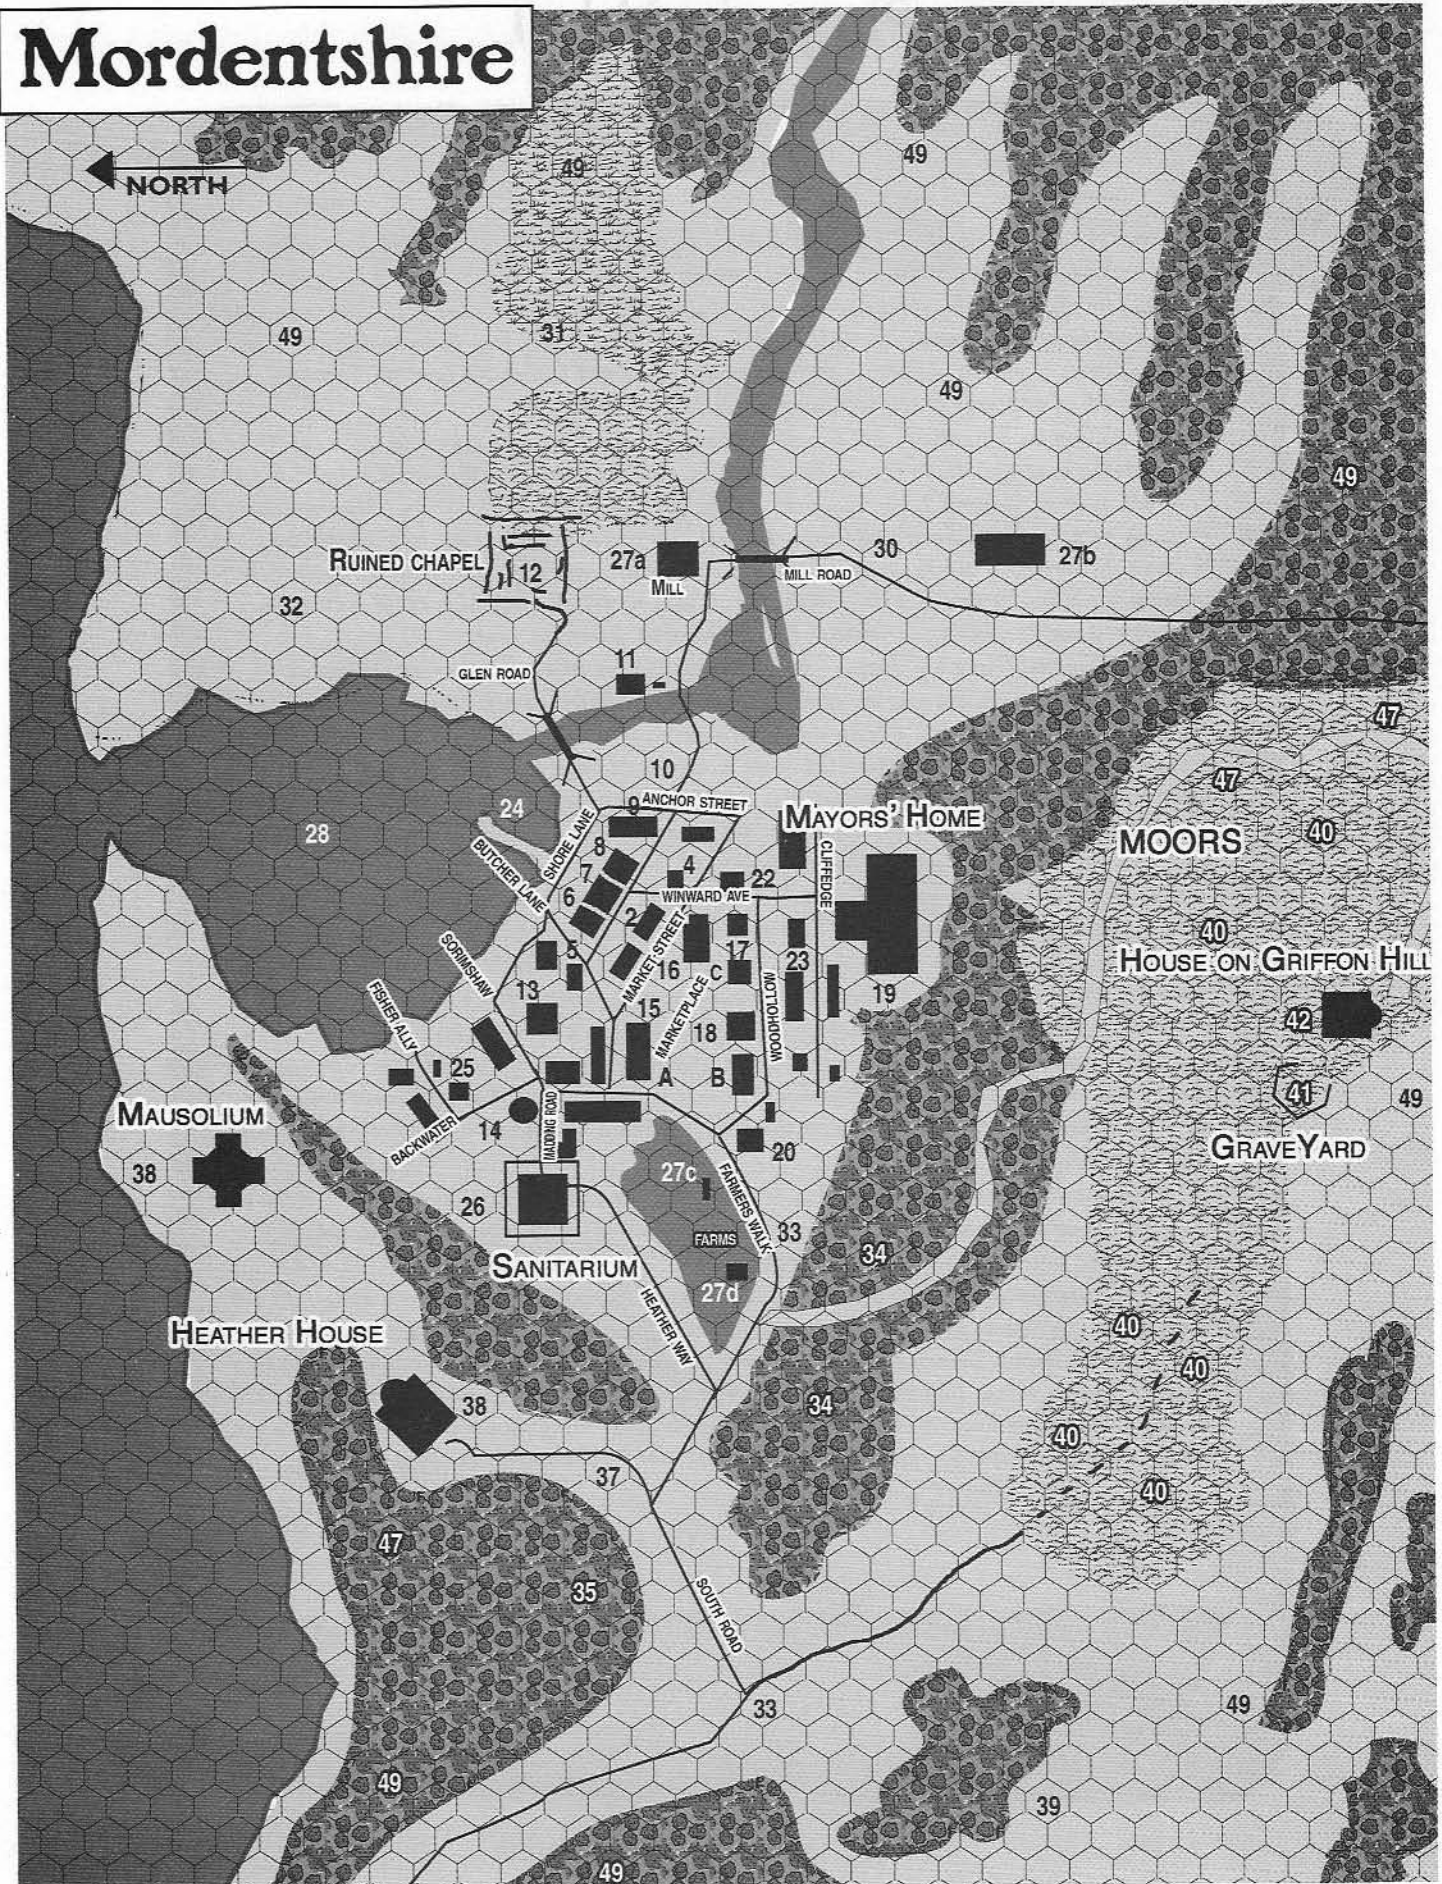 Mordentshire
NORTH
49
49
31
49
49
49
RUINED CHAPEL
12
27a
MILL
30
27b
MILL ROAD
32
GLEN ROAD
11
47
47
10
28
24
9
ANCHOR STREET
MAYORS' HOME
MOORS
40
SHORE LANE
BUTCHER LANE
8
7
6
4
22
WINWARD AVE
CLIFFEDGE
2
MARKET STREET
5
40
HOUSE ON GRIFFON HILL
SORIMSHAW
16
17
C
23
19
FISHER ALLY
13
15
MARKETPLACE
18
WOODHOLLOW
42
25
A
B
41
49
MAUSOLIUM
BACKWATER
14
MADDING ROAD
20
GRAVEYARD
38
26
27c
FARMERS WALK
33
FARMS
34
SANITARIUM
27d
HEATHER WAY
HEATHER HOUSE
40
40
38
34
40
37
40
47
35
SOUTH ROAD
33
49
49
39
49